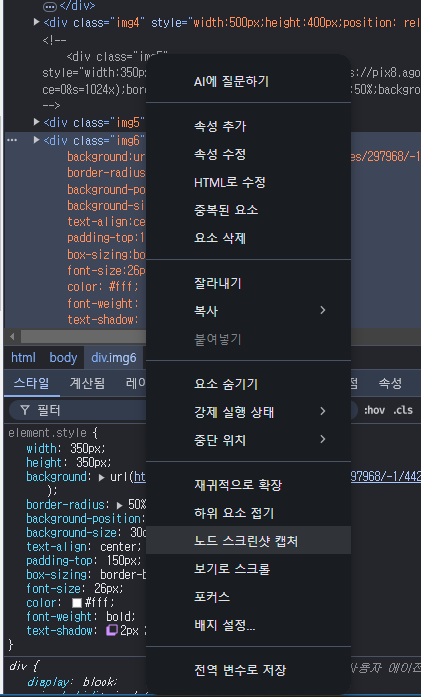 </div>
<div class="img4" style="width:500px;height:400px;position: rel
<!--
<div class="img5"
style="width:350px s://pix8.ago
ce=0&s=1024x);bor 50%;backgrou
-->
<div class="img5"
<div class="img6" 
background:ur es/297968/-1
border-radius
background-po
background-si
text-align:ce
padding-top:1
box-sizing:bo
font-size:26p
color: #fff;
font-weight:
text-shadow:
AI에 질문하기
속성 추가
속성 수정
HTML로 수정
중복된 요소
요소 삭제
잘라내기
복사
붙여넣기
요소 숨기기
강제 실행 상태
중단 위치
재귀적으로 확장
하위 요소 접기
노드 스크린샷 캡처
보기로 스크롤
포커스
배지 설정...
전역 변수로 저장
html body div.img6
스타일 계산됨 레이 점 속성
필터 :hov .cls
element.style {
width: 350px;
height: 350px;
background: url(ht 97968/-1/442
);
border-radius: 50%
background-position:
background-size: 30
text-align: center;
padding-top: 150px;
box-sizing: border-b
font-size: 26px;
color: #fff;
font-weight: bold;
text-shadow: 2px
}
div { 사용자 에이전
display: block;